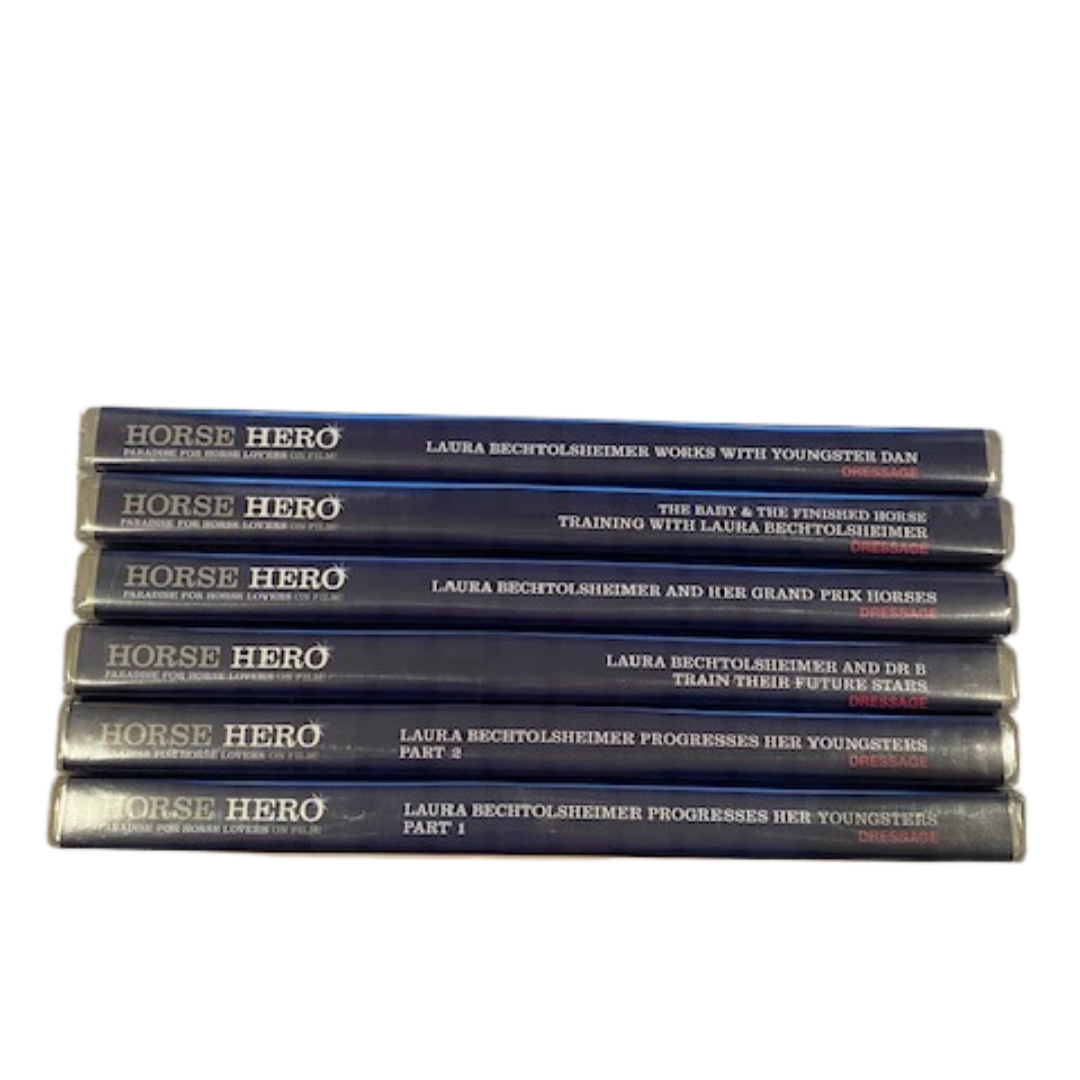 HORSE HERO
PARADISE FOR HORSE LOVERS ON FILM!
LAURA BECHTOLSHEIMER WORKS WITH YOUNGSTER DAN
DRESSAGE
HORSE HERO
PARADISE FOR HORSE LOVERS ON FILM!
THE BABY & THE FINISHED HORSE
TRAINING WITH LAURA BECHTOLSHEIMER
DRESSAGE
HORSE HERO
PARADISE FOR HORSE LOVERS ON FILM!
LAURA BECHTOLSHEIMER AND HER GRAND PRIX HORSES
DRESSAGE
HORSE HERO
PARADISE FOR HORSE LOVERS ON FILM!
LAURA BECHTOLSHEIMER AND DR B
TRAIN THEIR FUTURE STARS
DRESSAGE
HORSE HERO
PARADISE FOR HORSE LOVERS ON FILM!
LAURA BECHTOLSHEIMER PROGRESSES HER YOUNGSTERS
PART 2
DRESSAGE
HORSE HERO
PARADISE FOR HORSE LOVERS ON FILM!
LAURA BECHTOLSHEIMER PROGRESSES HER YOUNGSTERS
PART 1
DRESSAGE